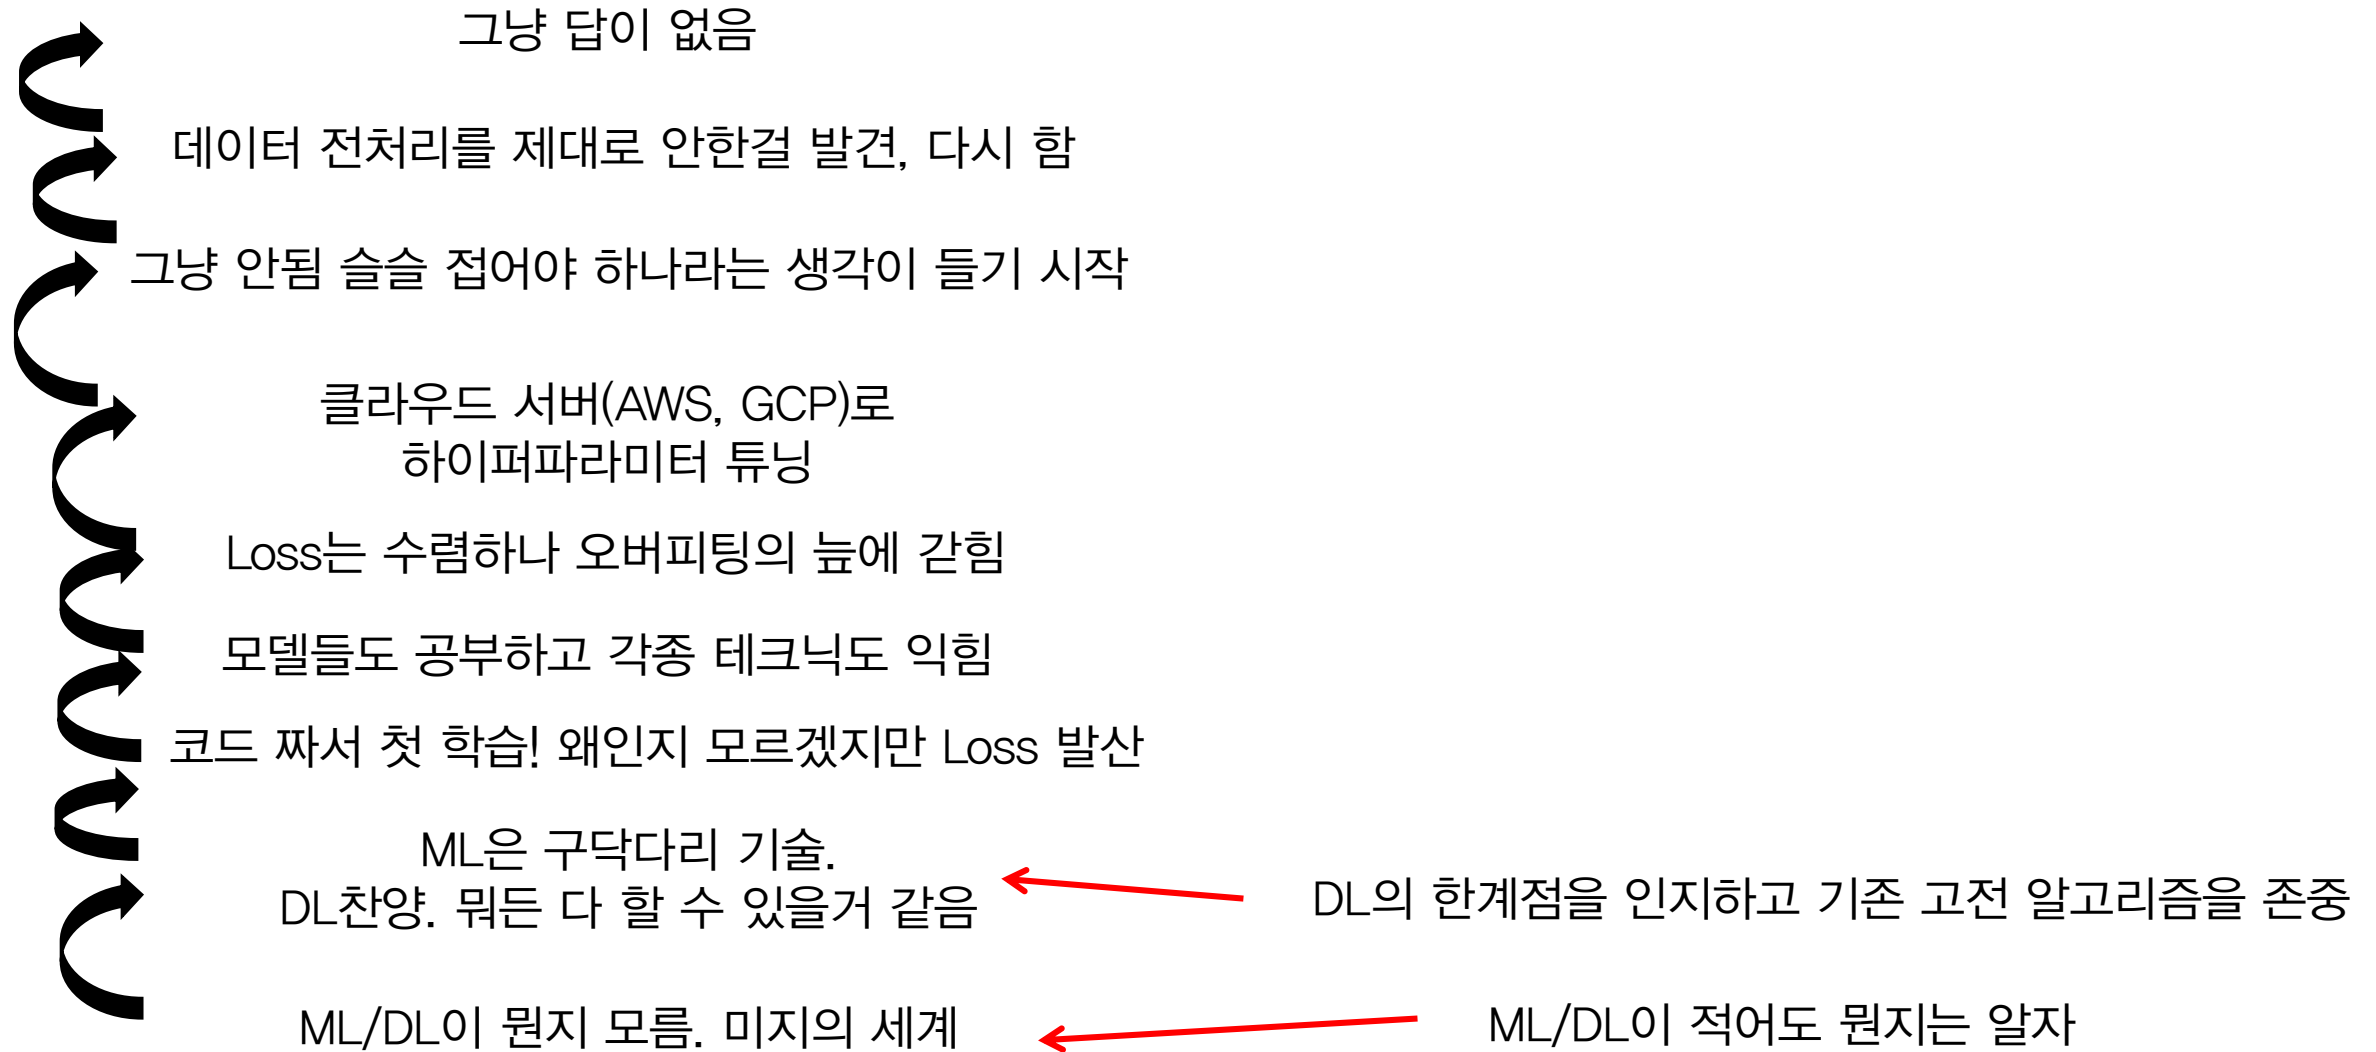 그냥 답이 없음
데이터 전처리를 제대로 안한걸 발견, 다시 함
그냥 안됨 슬슬 접어야 하나라는 생각이 들기 시작
클라우드 서버(AWS, GCP)로
하이퍼파라미터 튜닝
Loss는 수렴하나 오버피팅의 늪에 갇힘
모델들도 공부하고 각종 테크닉도 익힘
코드 짜서 첫 학습! 왜인지 모르겠지만 Loss 발산
ML은 구닥다리 기술.
DL찬양. 뭐든 다 할 수 있을거 같음
DL의 한계점을 인지하고 기존 고전 알고리즘을 존중
ML/DL이 뭔지 모름. 미지의 세계
ML/DL이 적어도 뭔지는 알자